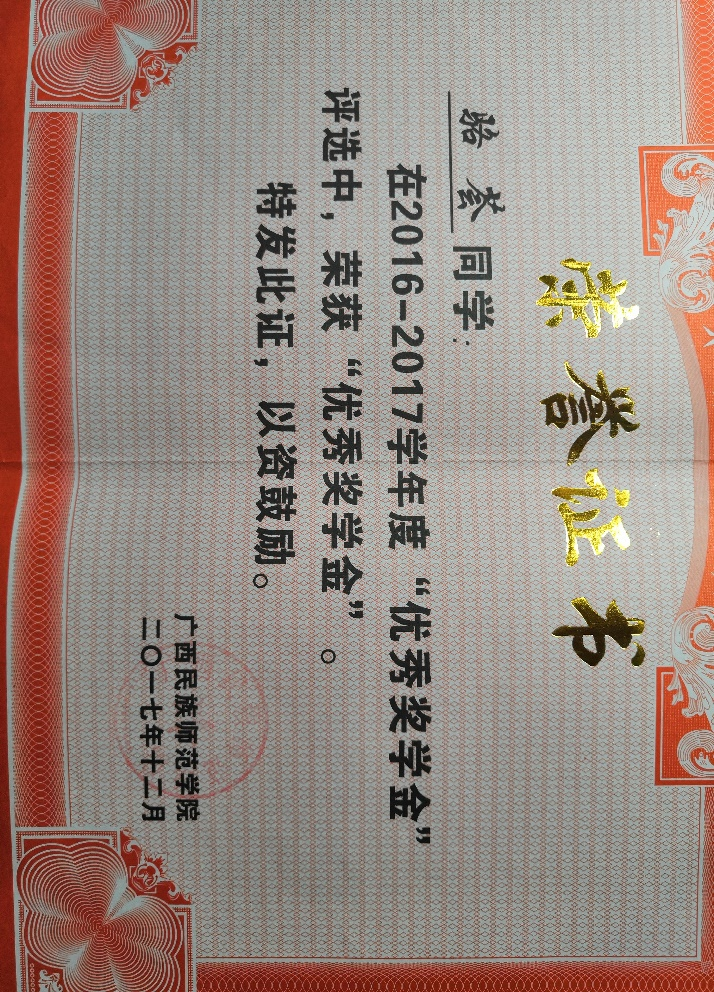 荣誉证书
骆荟同学：
在2016-2017学年度“优秀奖学金”
评选中，荣获“优秀奖学金”。
特发此证，以资鼓励。
广西民族师范学院
二〇一七年十二月